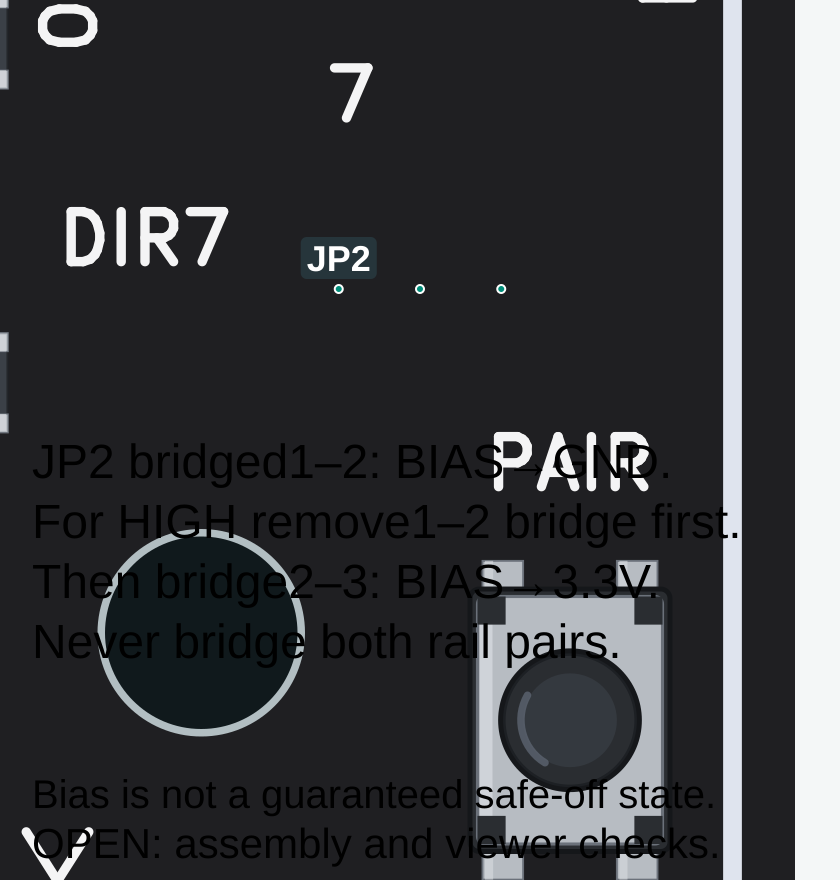 0
7
DIR7
JP2
PAIR
JP2 bridged1–2: BIAS→GND.
For HIGH remove1–2 bridge first.
Then bridge2–3: BIAS→3.3V.
Never bridge both rail pairs.
Bias is not a guaranteed safe-off state.
OPEN: assembly and viewer checks.